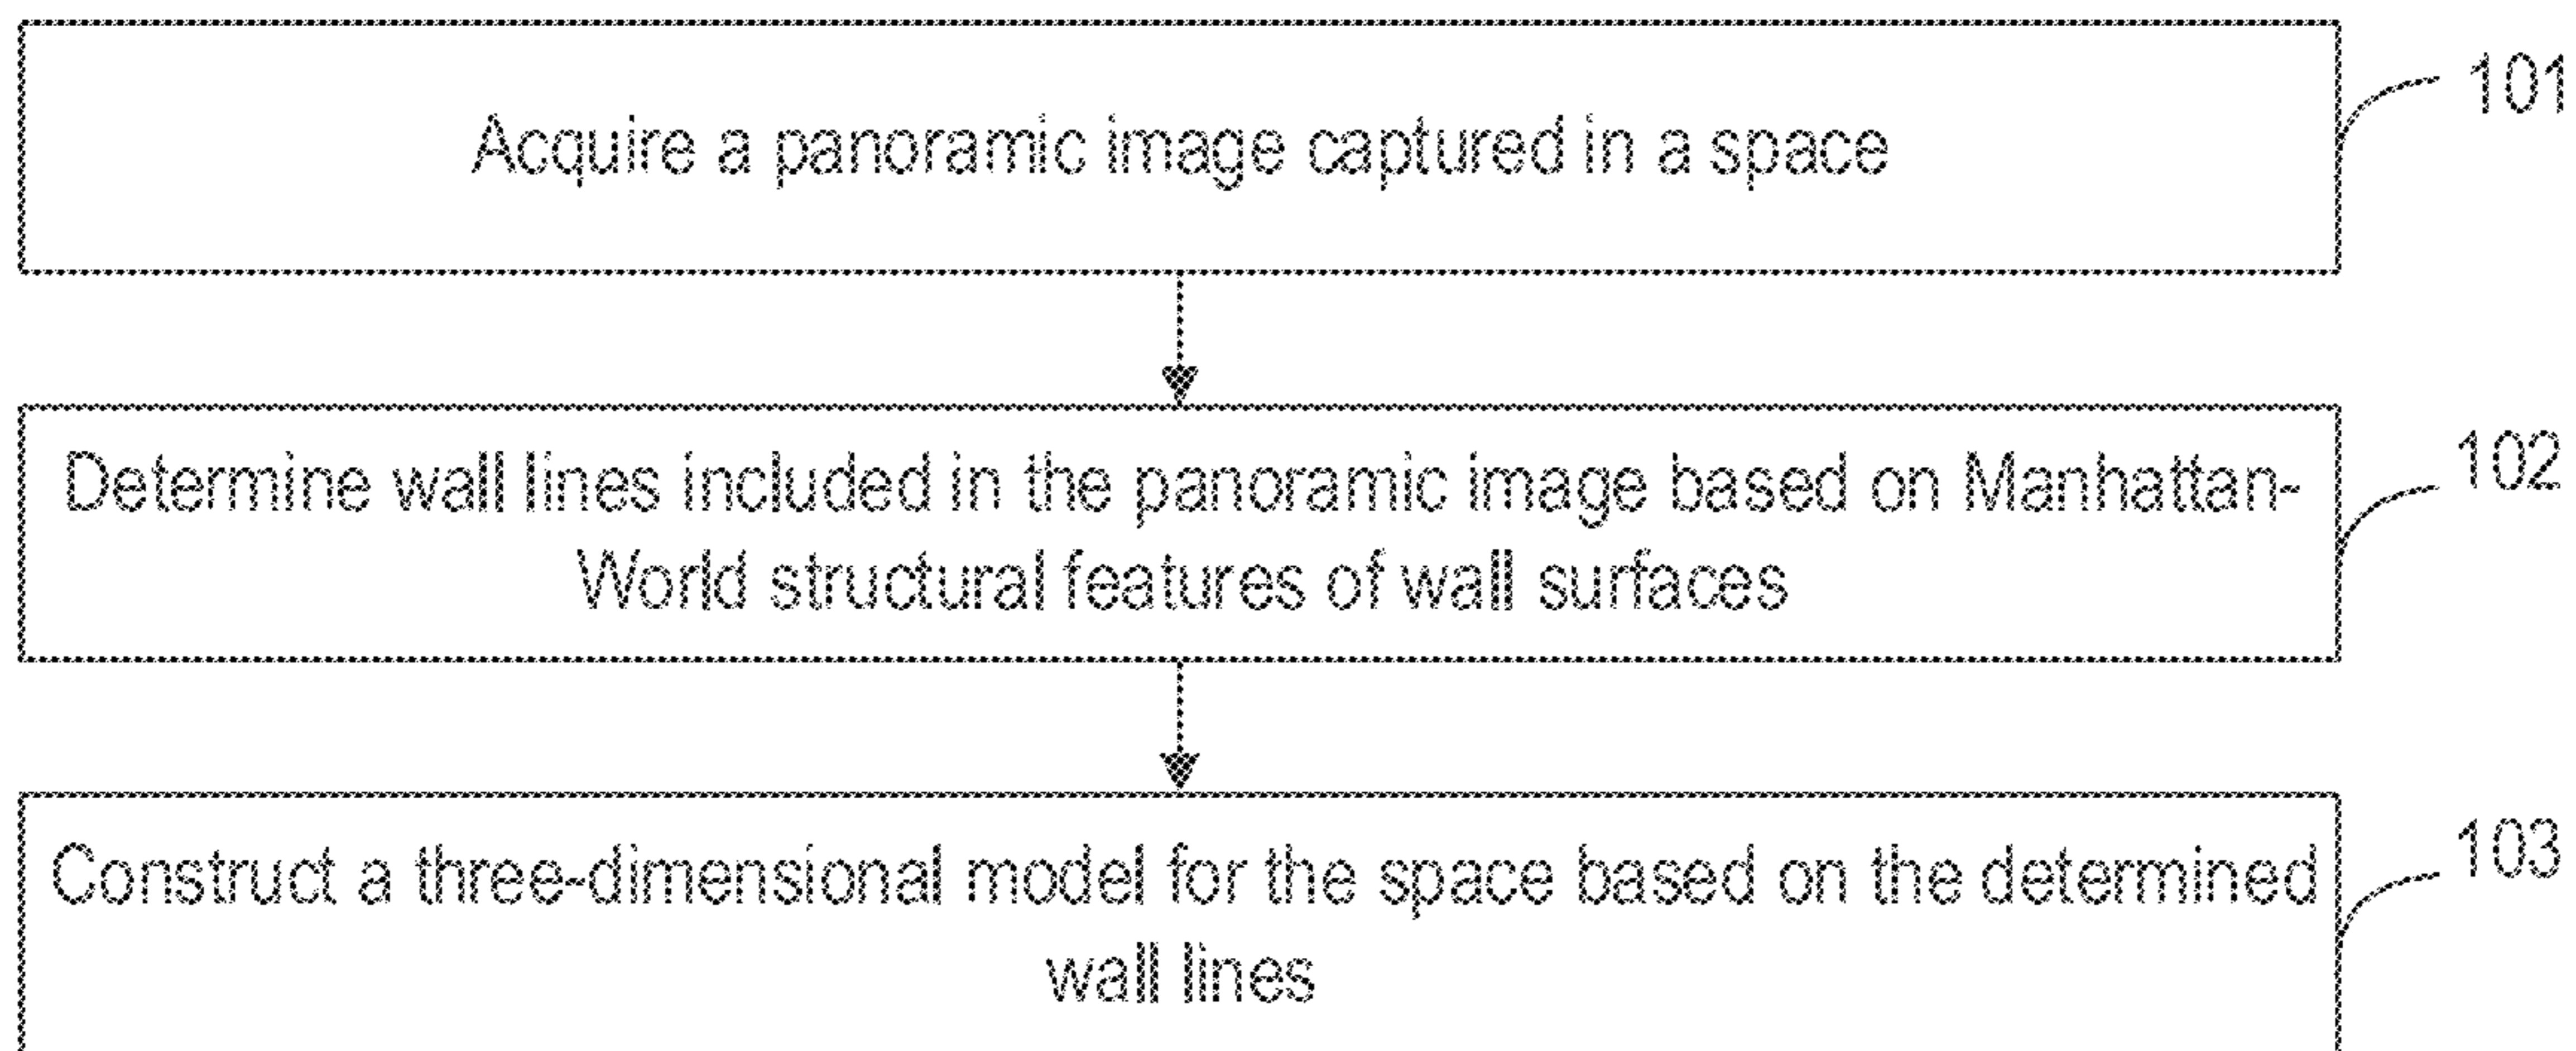 Acquire a panoramic image captured in a space
101
Determine wall lines included in the panoramic image based on Manhattan-
World structural features of wall surfaces
102
Construct a three-dimensional model for the space based on the determined
wall lines
103